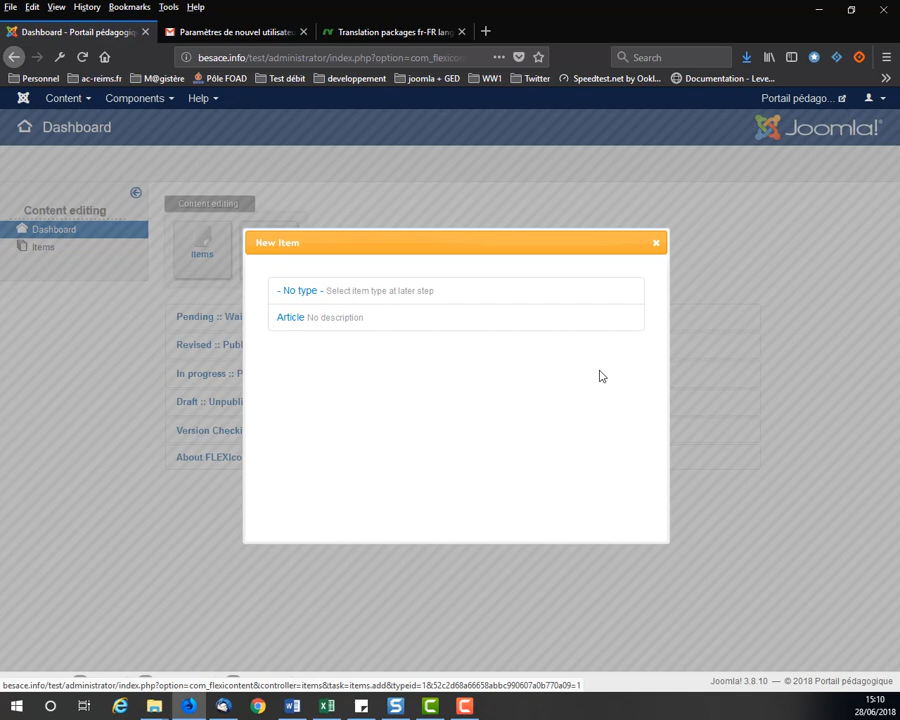 File Edit View History Bookmarks Tools Help
Dashboard - Portail pédagogiq
Paramètres de nouvel utilisateu
Translation packages fr-FR lang
besace.info/test/administrator/index.php?option=com_flexicon
Search
Personnel ac-reims.fr M@gistère Pôle FOAD Test débit developpement joomla + GED WW1 Twitter Speedtest.net by Ookl... Documentation - Leve...
Content Components Help Portail pédago...
Dashboard Joomla!®
Content editing
Content editing
Dashboard
Items
Items
New item
- No type - Select item type at later step
Article No description
Pending :: Wai
Revised :: Publ
In progress :: P
Draft :: Unpubli
Version Checki
About FLEXIco
besace.info/test/administrator/index.php?option=com_flexicontent&controller=items&task=items.add&typeid=1&52c2d68a66658abbc990607a0b770a09=1
Joomla! 3.8.10 — © 2018 Portail pédagogique
15:10
28/06/2018